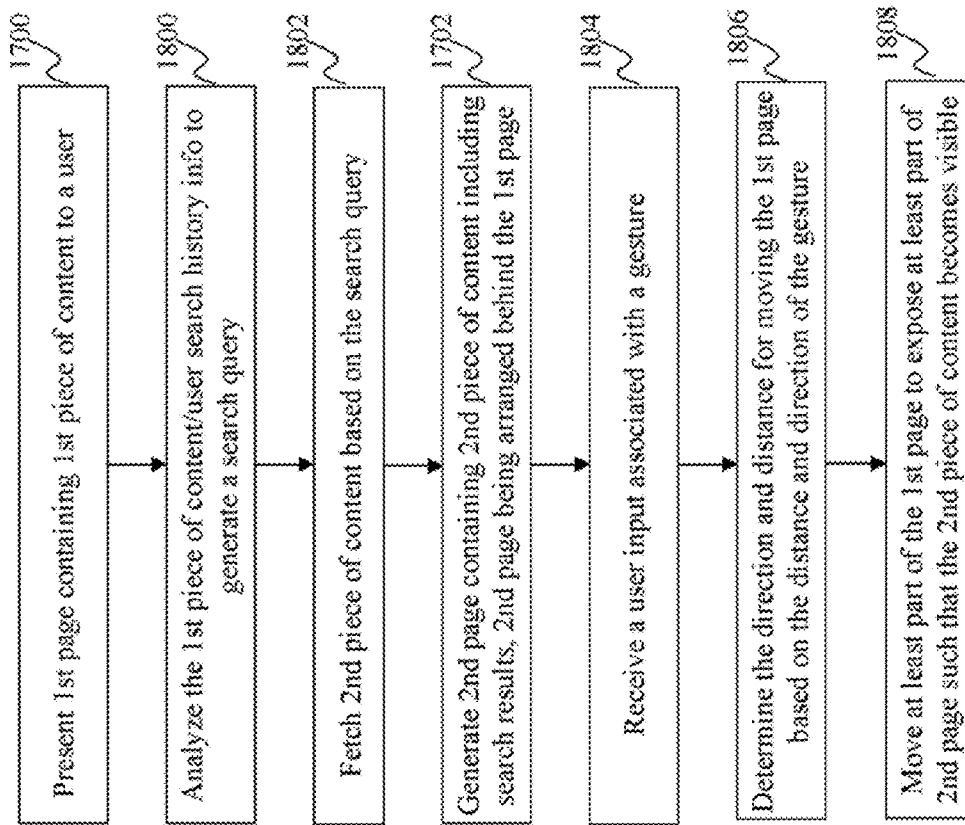 1700
Present 1st page containing 1st piece of content to a user
1800
Analyze the 1st piece of content/user search history info to
generate a search query
1802
Fetch 2nd piece of content based on the search query
1702
Generate 2nd page containing 2nd piece of content including
search results, 2nd page being arranged behind the 1st page
1804
Receive a user input associated with a gesture
1806
Determine the direction and distance for moving the 1st page
based on the distance and direction of the gesture
1808
Move at least part of the 1st page to expose at least part of
2nd page such that the 2nd piece of content becomes visible